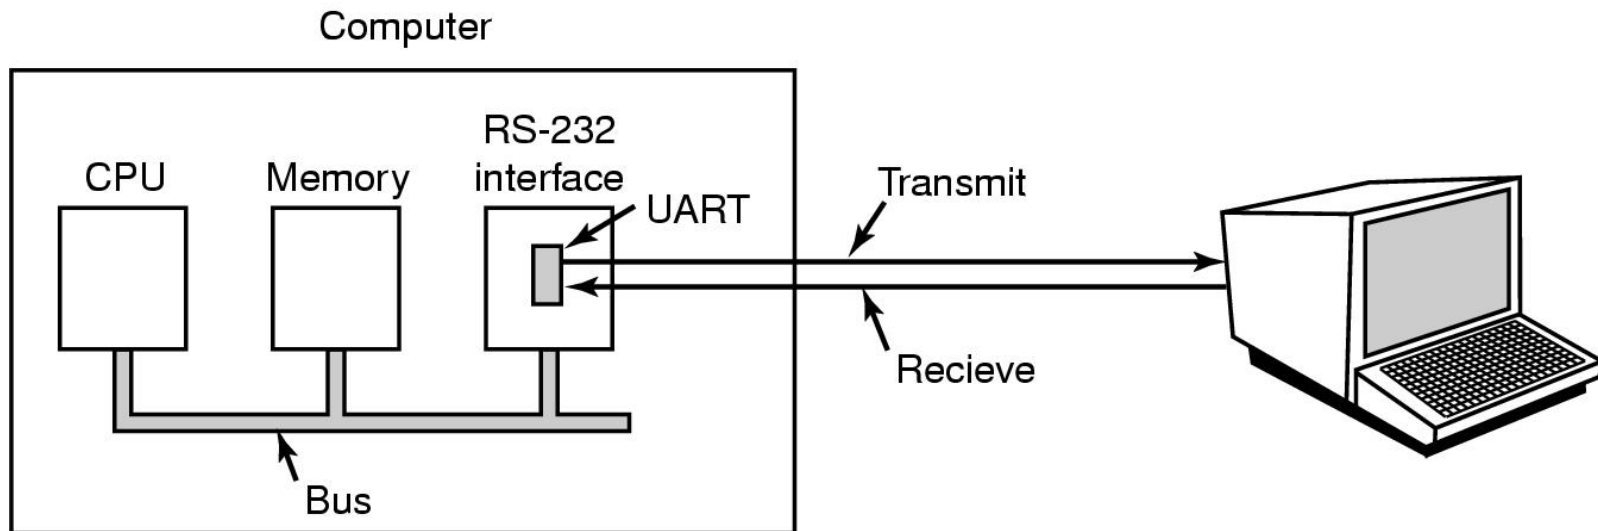 Computer
RS-232
interface
CPU
Memory
UART
Transmit
Recieve
Bus